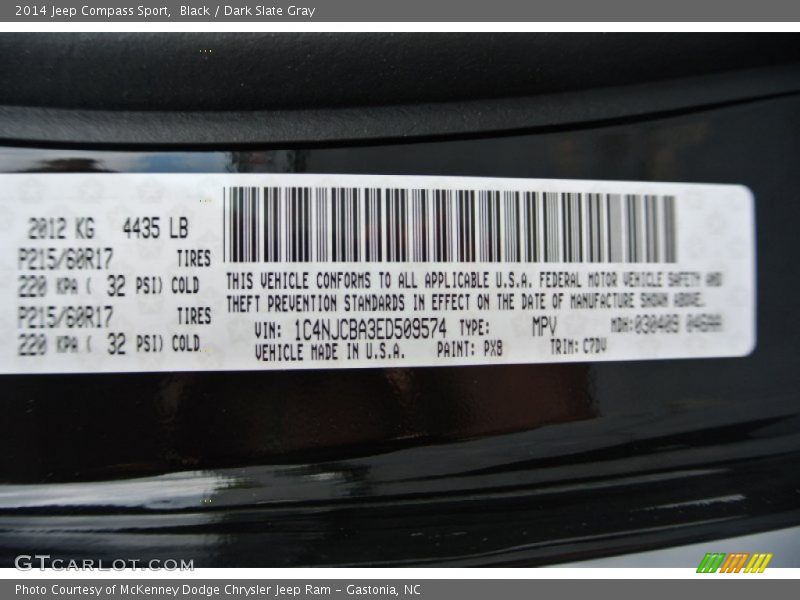 2014 Jeep Compass Sport,  Black / Dark Slate Gray
2012 KG 4435 LB
P215/60R17 TIRES
220 KPA ( 32 PSI) COLD
P215/60R17 TIRES
220 KPA ( 32 PSI) COLD
THIS VEHICLE CONFORMS TO ALL APPLICABLE U.S.A. FEDERAL MOTOR VEHICLE SAFETY AND
THEFT PREVENTION STANDARDS IN EFFECT ON THE DATE OF MANUFACTURE SHOWN ABOVE.
VIN: 1C4NJCBA3ED509574 TYPE: MPV MDH:030409
VEHICLE MADE IN U.S.A. PAINT: PX8 TRIM: C7DV
GTCARLOT.COM
Photo Courtesy of McKenney Dodge Chrysler Jeep Ram – Gastonia, NC